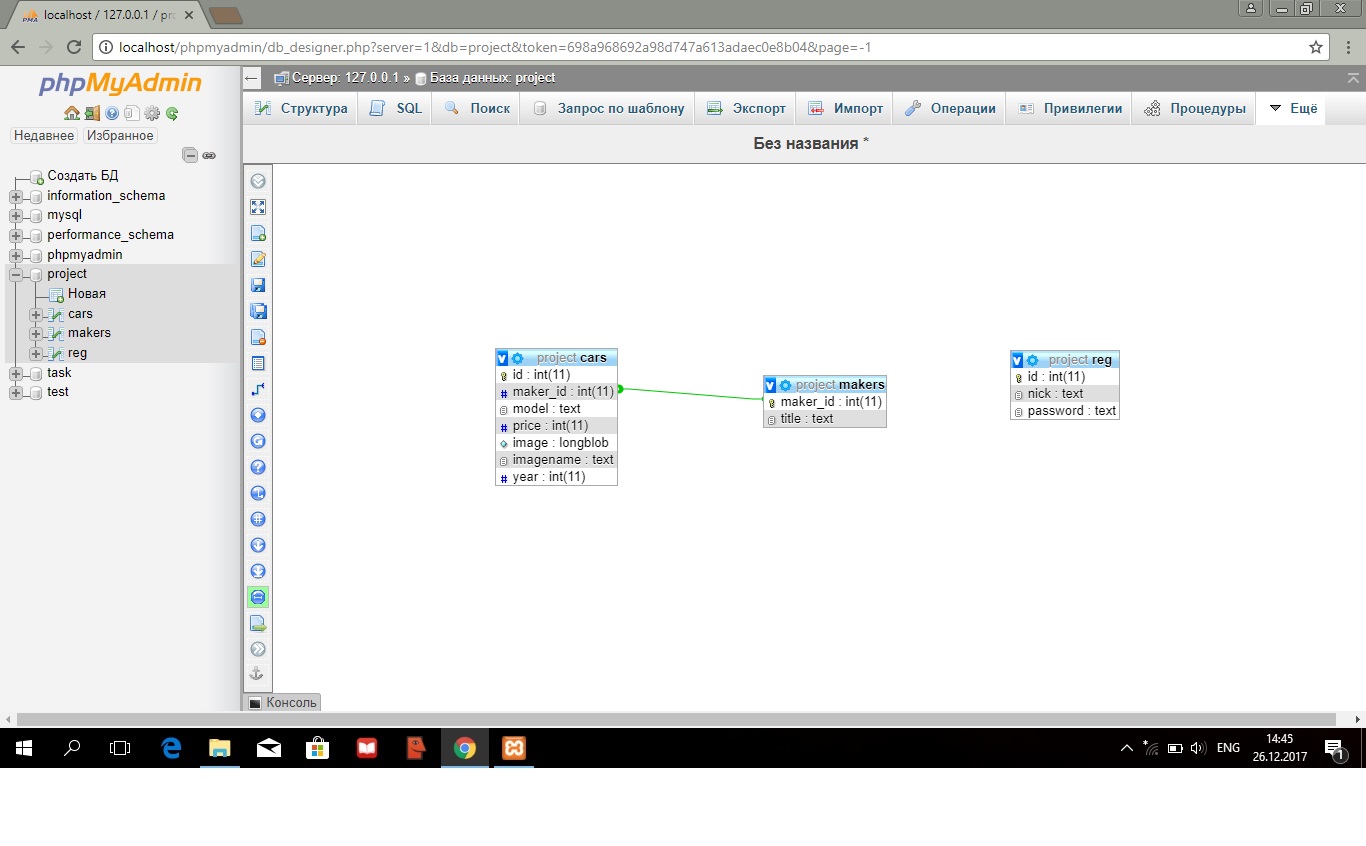 localhost / 127.0.0.1 / pro
localhost/phpmyadmin/db_designer.php?server=1&db=project&token=698a968692a98d747a613adaec0e8b04&page=-1
phpMyAdmin
Недавнее Избранное
Создать БД
information_schema
mysql
performance_schema
phpmyadmin
project
Новая
cars
makers
reg
task
test
Сервер: 127.0.0.1 » База данных: project
Структура SQL Поиск Запрос по шаблону Экспорт Импорт Операции Привилегии Процедуры Ещё
Без названия *
project cars
id : int(11)
maker_id : int(11)
model : text
price : int(11)
image : longblob
imagename : text
year : int(11)
project makers
maker_id : int(11)
title : text
project reg
id : int(11)
nick : text
password : text
Консоль
ENG
14:45
26.12.2017
1